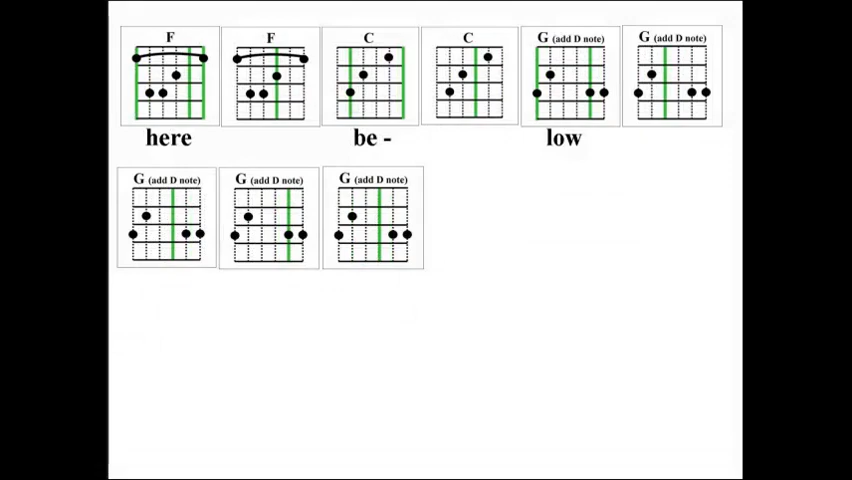 F F C C G (add D note) G (add D note)
here be - low
G (add D note) G (add D note) G (add D note)